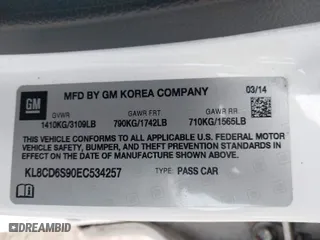 GM
MFD BY GM KOREA COMPANY
03/14
GVWR GAWR FRT GAWR RR
1410KG/3109LB 790KG/1742LB 710KG/1565LB
THIS VEHICLE CONFORMS TO ALL APPLICABLE U.S. FEDERAL MOTOR
VEHICLE SAFETY, BUMPER, AND THEFT PREVENTION STANDARDS
IN EFFECT ON THE DATE OF MANUFACTURE SHOWN ABOVE.
KL8CD6S90EC534257 TYPE: PASS CAR
DEALERSHIP.CC